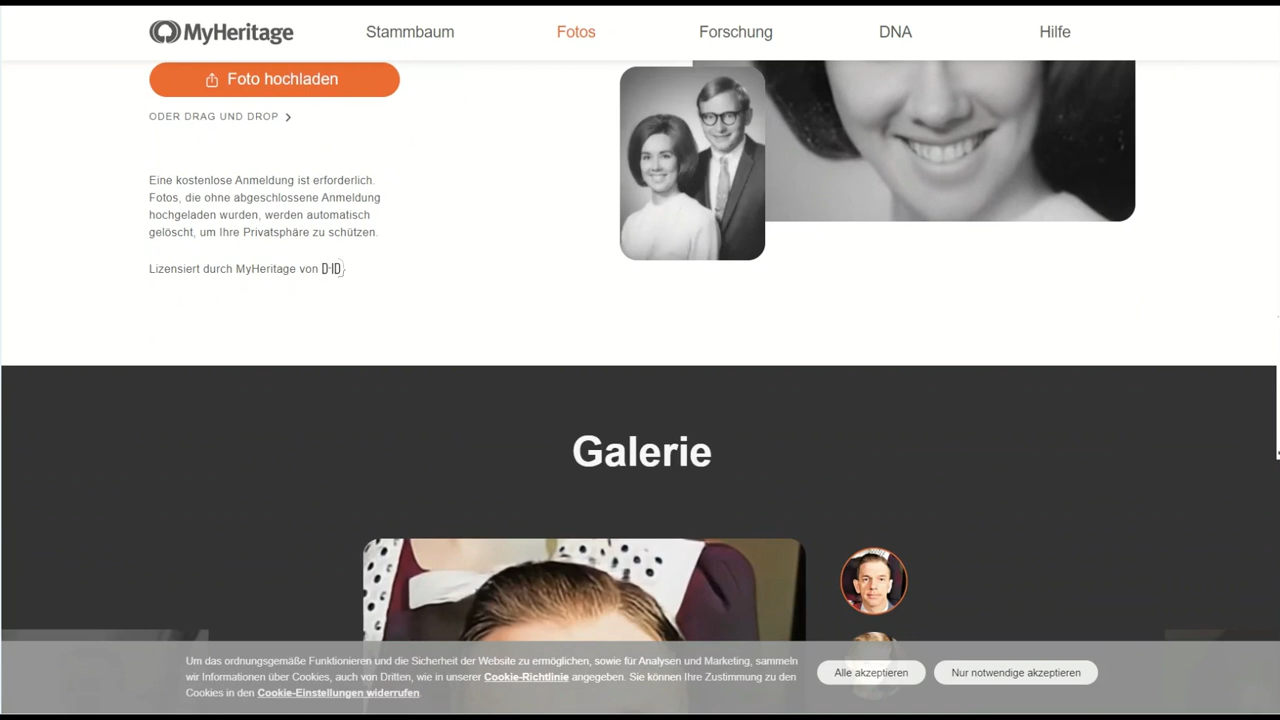 MyHeritage
Stammbaum
Fotos
Forschung
DNA
Hilfe
Foto hochladen
ODER DRAG UND DROP
Eine kostenlose Anmeldung ist erforderlich.
Fotos, die ohne abgeschlossene Anmeldung
hochgeladen wurden, werden automatisch
gelöscht, um Ihre Privatsphäre zu schützen.
Lizensiert durch MyHeritage von D-ID
Galerie
Um das ordnungsgemäße Funktionieren und die Sicherheit der Website zu ermöglichen, sowie für Analysen und Marketing, sammeln
wir Informationen über Cookies, auch von Dritten, wie in unserer Cookie-Richtlinie angegeben. Sie können Ihre Zustimmung zu den
Cookies in den Cookie-Einstellungen widerrufen.
Alle akzeptieren
Nur notwendige akzeptieren